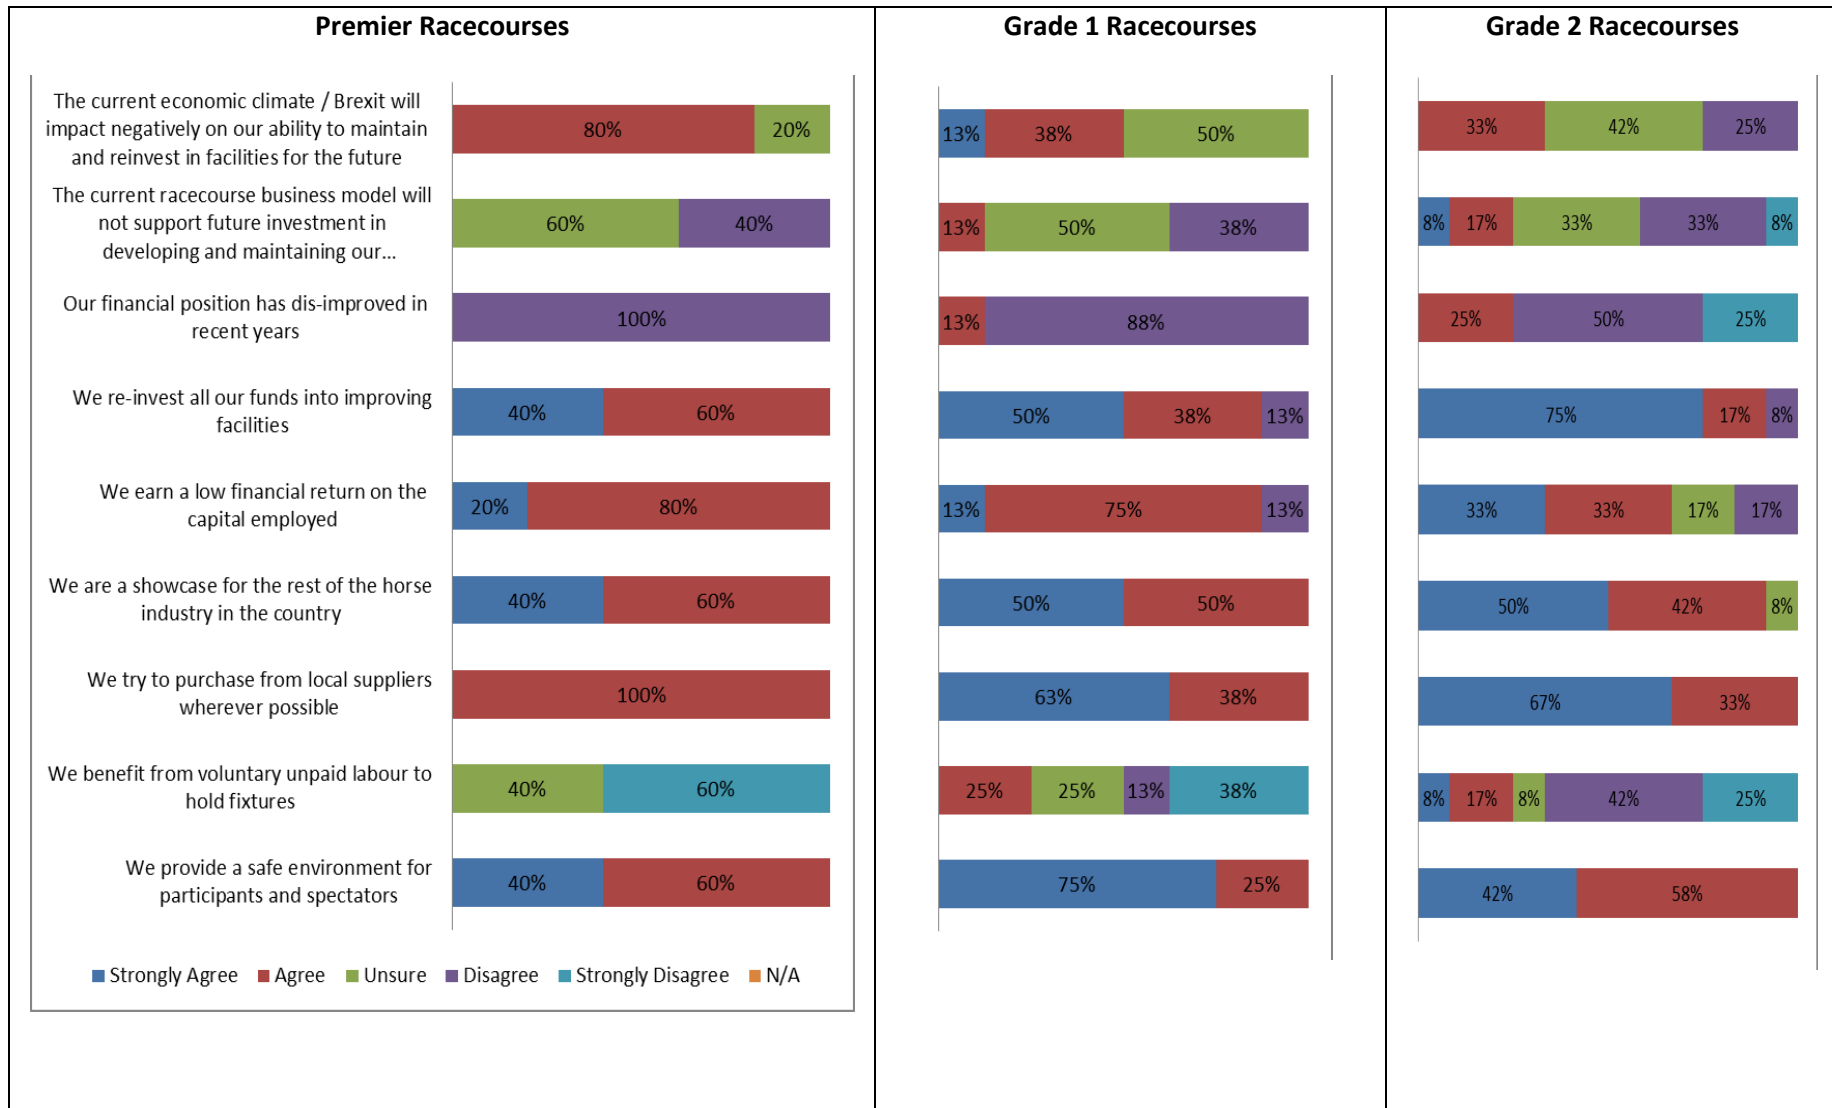 Premier Racecourses
Grade 1 Racecourses
Grade 2 Racecourses
The current economic climate / Brexit will
impact negatively on our ability to maintain
and reinvest in facilities for the future
80% 20%
13% 38% 50%
33% 42% 25%
The current racecourse business model will
not support future investment in
developing and maintaining our...
60% 40%
13% 50% 38%
8% 17% 33% 33% 8%
Our financial position has dis-improved in
recent years
100%
13% 88%
25% 50% 25%
We re-invest all our funds into improving
facilities
40% 60%
50% 38% 13%
75% 17% 8%
We earn a low financial return on the
capital employed
20% 80%
13% 75% 13%
33% 33% 17% 17%
We are a showcase for the rest of the horse
industry in the country
40% 60%
50% 50%
50% 42% 8%
We try to purchase from local suppliers
wherever possible
100%
63% 38%
67% 33%
We benefit from voluntary unpaid labour to
hold fixtures
40% 60%
25% 25% 13% 38%
8% 17% 8% 42% 25%
We provide a safe environment for
participants and spectators
40% 60%
75% 25%
42% 58%
Strongly Agree Agree Unsure Disagree Strongly Disagree N/A